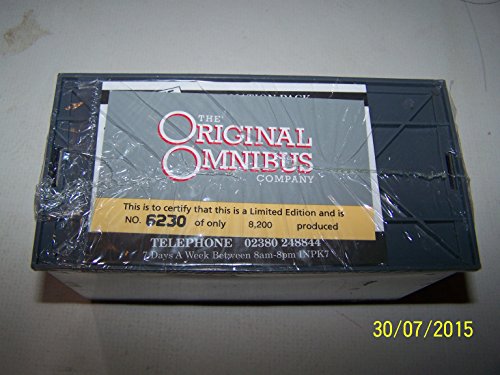 THE
ORIGINAL
OMNIBUS
COMPANY
This is to certify that this is a Limited Edition and is
NO. 6230 of only 8,200 produced
TELEPHONE 02380 248844
7 Days A Week Between 8am-8pm INPK7
30/07/2015